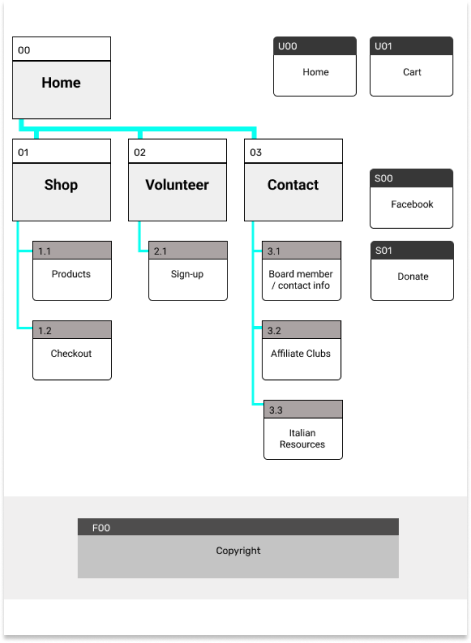 00
Home
U00
Home
U01
Cart
01
Shop
02
Volunteer
03
Contact
S00
Facebook
S01
Donate
1.1
Products
2.1
Sign-up
3.1
Board member
/ contact info
1.2
Checkout
3.2
Affiliate Clubs
3.3
Italian
Resources
F00
Copyright